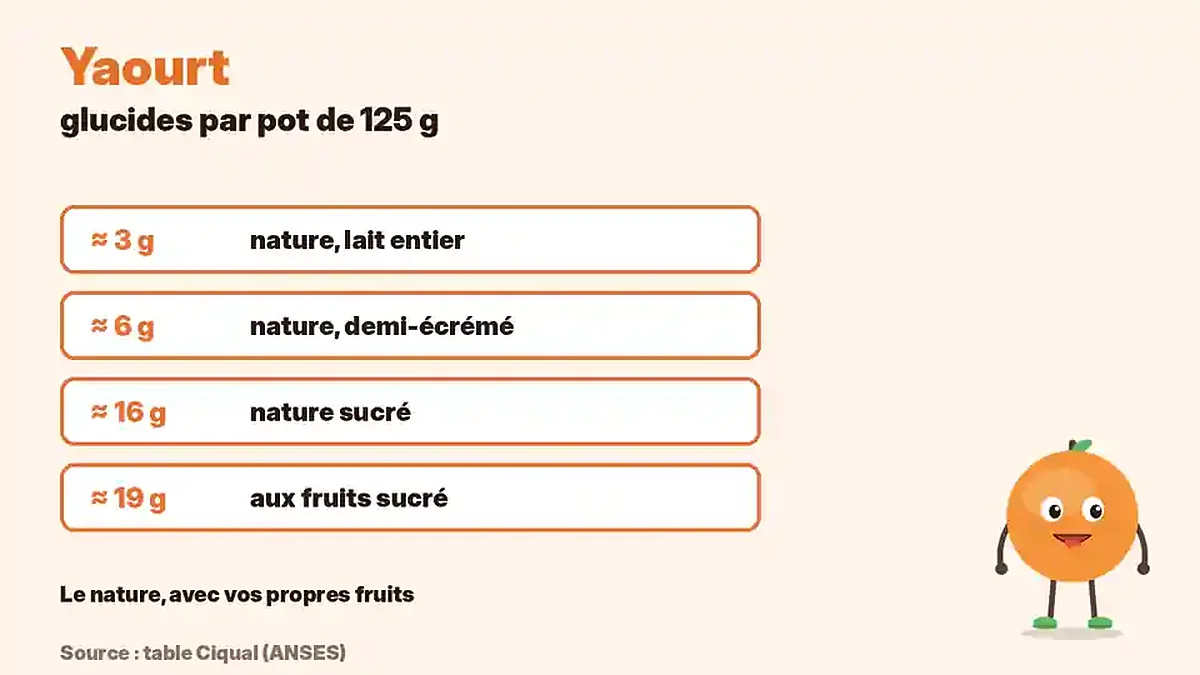 Yaourt
glucides par pot de 125 g
≈ 3 g nature, lait entier
≈ 6 g nature, demi-écrémé
≈ 16 g nature sucré
≈ 19 g aux fruits sucré
Le nature, avec vos propres fruits
Source : table Ciqual (ANSES)